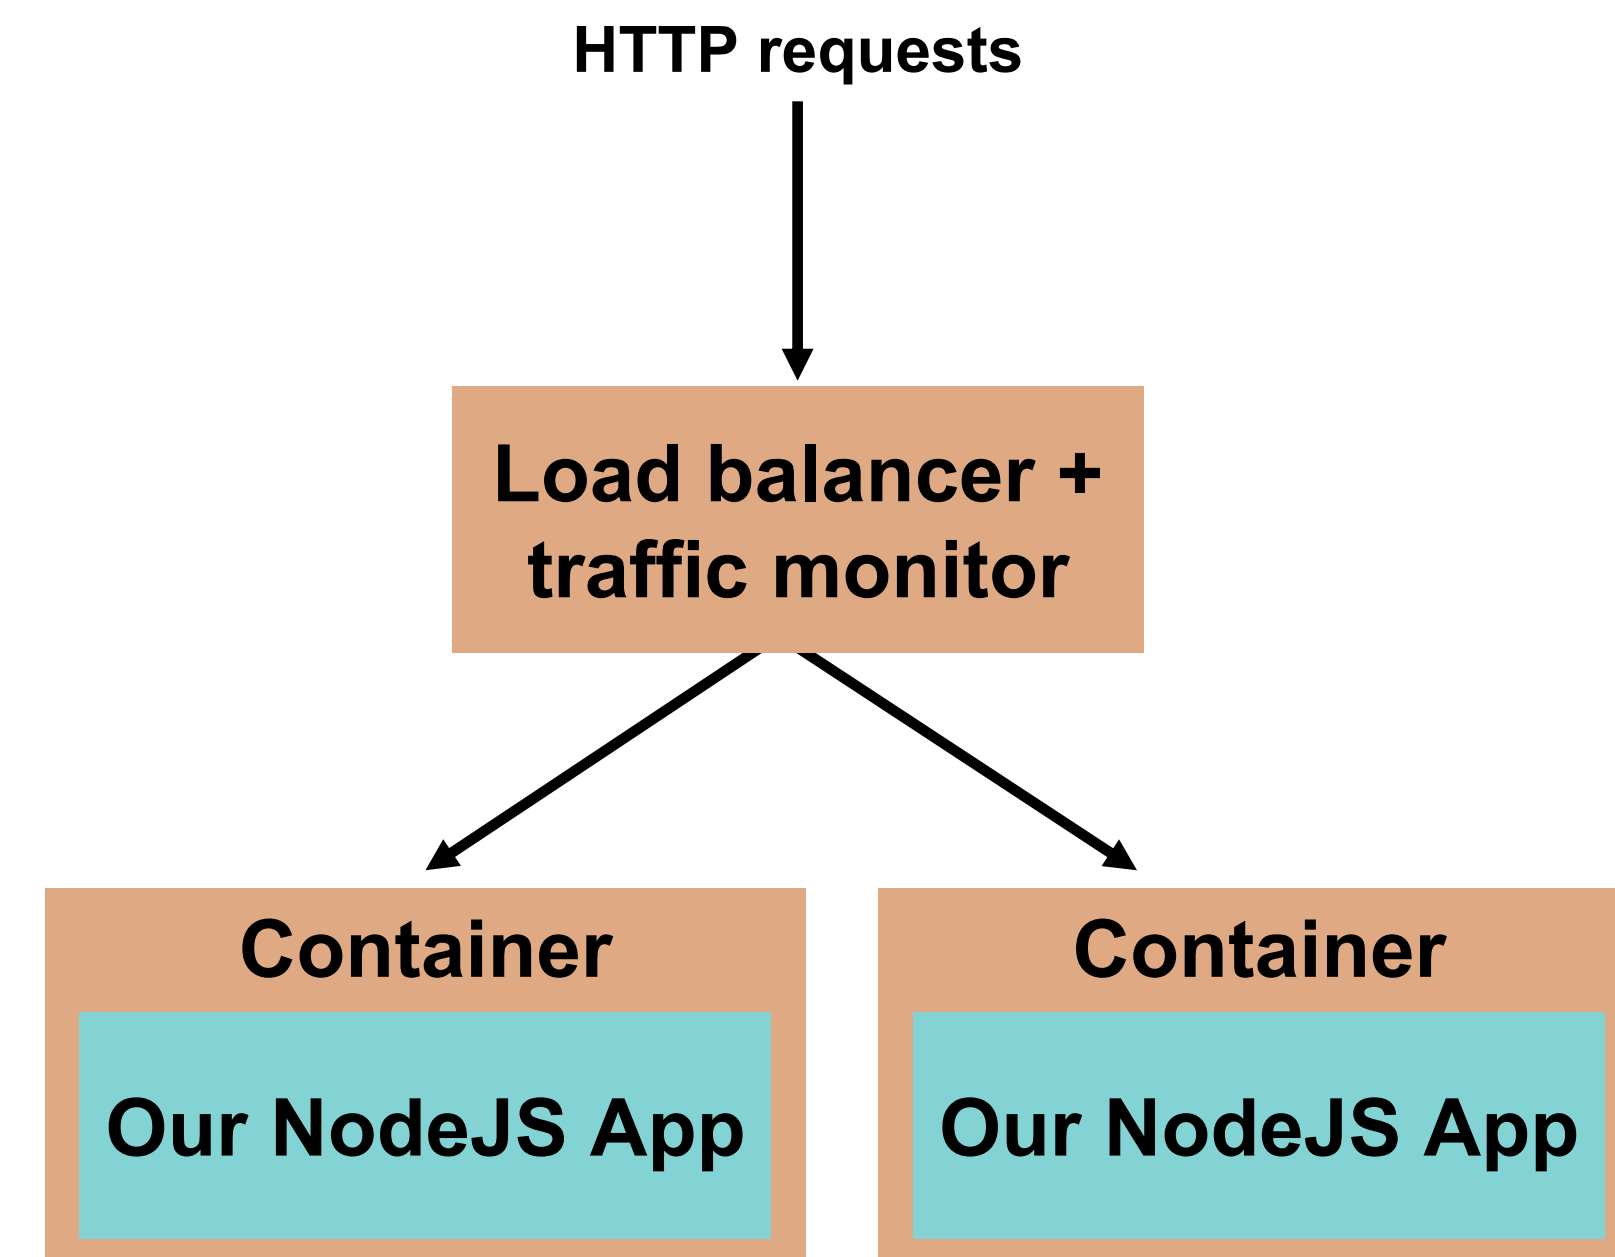 HTTP requests
Load balancer +
traffic monitor
Container
Container
Our NodeJS App
Our NodeJS App